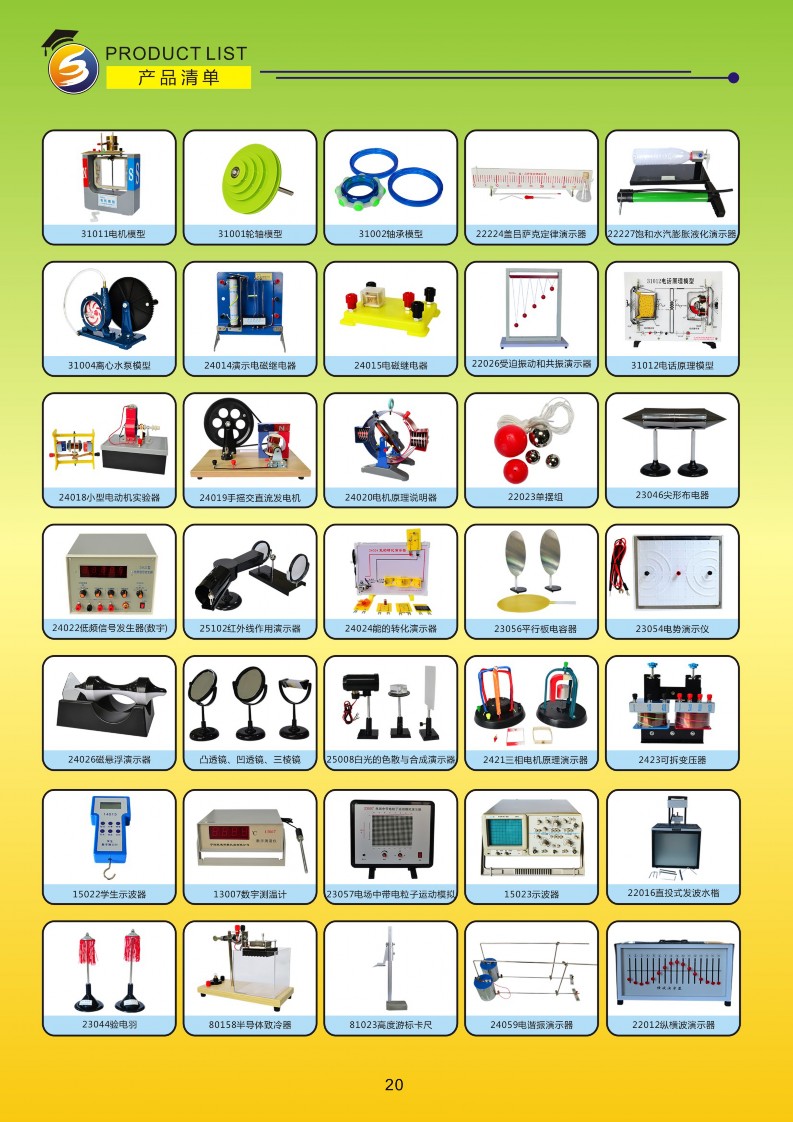 PRODUCT LIST
产品清单
31011电机模型
31001轮轴模型
31002轴承模型
22224盖吕萨克定律演示器
22227饱和水汽膨胀液化演示器
31004离心水泵模型
24014演示电磁继电器
24015电磁继电器
22026受迫振动和共振演示器
31012电话原理模型
31012电话原理模型
24018小型电动机实验器
24019手摇交直流发电机
24020电机原理说明器
22023单摆组
23046尖形布电器
24022低频信号发生器(数字)
25102红外线作用演示器
24024能的转化演示器
23056平行板电容器
23054电势演示仪
24026磁悬浮演示器
凸透镜、凹透镜、三棱镜
25008白光的色散与合成演示器
2421三相电机原理演示器
2423可拆变压器
15022学生示波器
13007数字测温计
23057电场中带电粒子运动模拟
15023示波器
22016直投式发波水槽
23044验电羽
80158半导体致冷器
81023高度游标卡尺
24059电谐振演示器
22012纵横波演示器
20